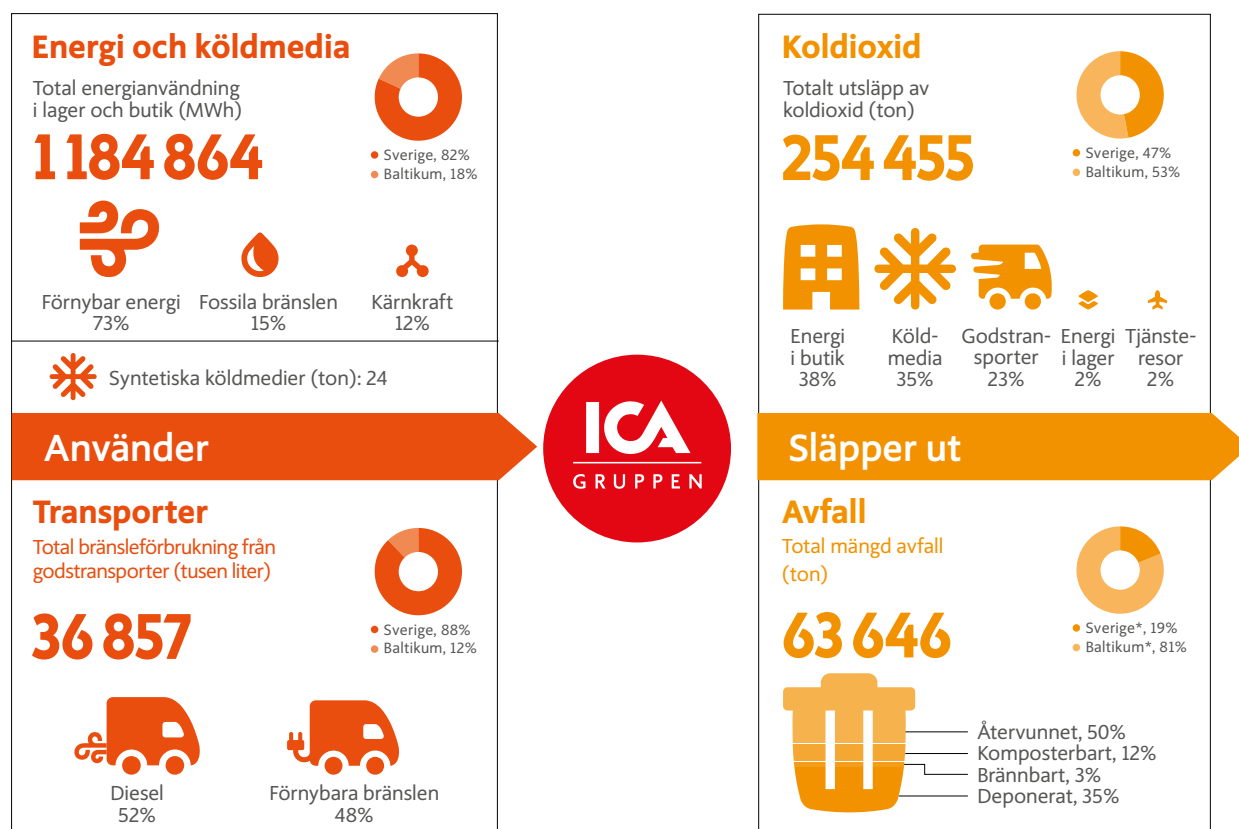 Energi och köldmedia
Total energianvändning
i lager och butik (MWh)
1 184 864
Sverige, 82%
Baltikum, 18%
Förnybar energi
73%
Fossila bränslen
15%
Kärnkraft
12%
Syntetiska köldmedier (ton): 24
Använder
Transporter
Total bränsleförbrukning från
godstransporter (tusen liter)
36 857
Sverige, 88%
Baltikum, 12%
Diesel
52%
Förnybara bränslen
48%
ICA
GRUPPEN
Koldioxid
Totalt utsläpp av
koldioxid (ton)
254 455
Sverige, 47%
Baltikum, 53%
Energi
i butik
38%
Köld-
media
35%
Godstran-
sporter
23%
Energi
i lager
2%
Tjänste-
resor
2%
Släpper ut
Avfall
Total mängd avfall
(ton)
63 646
Sverige*, 19%
Baltikum*, 81%
Återvunnet, 50%
Komposterbart, 12%
Brännbart, 3%
Deponerat, 35%